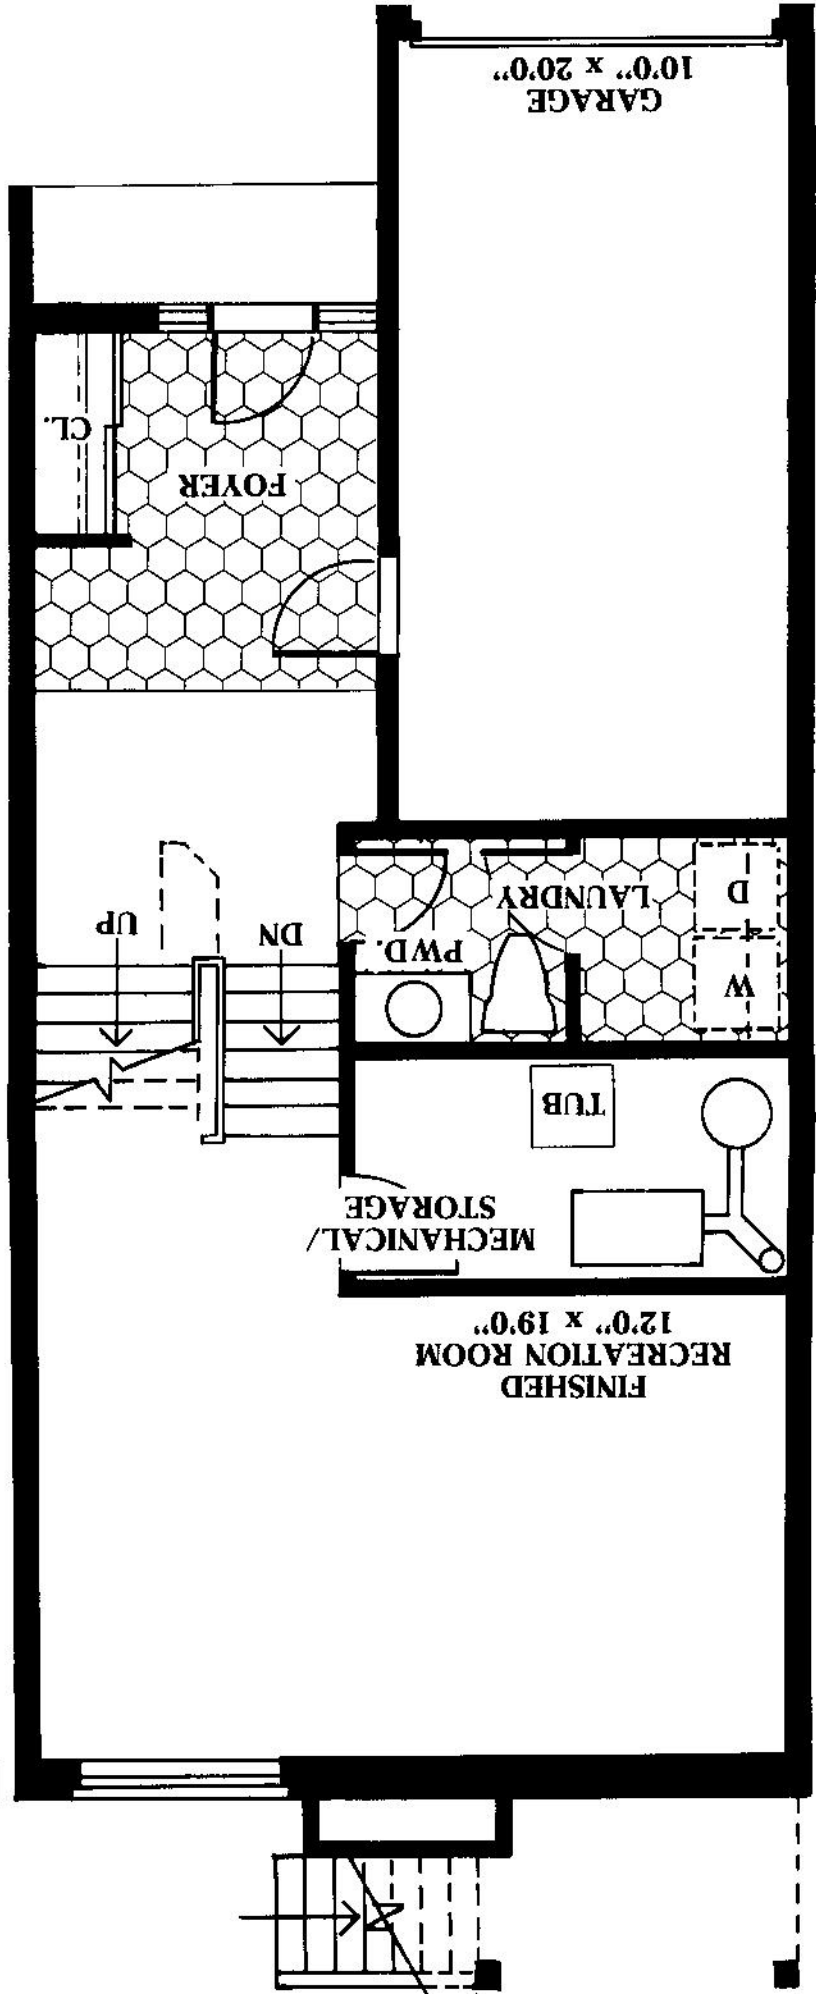 FINISHED
RECREATION ROOM
12'0" x 19'0"
MECHANICAL/
STORAGE
TUB
W
D
LAUNDRY
PWD.
DN
UP
FOYER
CL.
GARAGE
10'0" x 20'0"